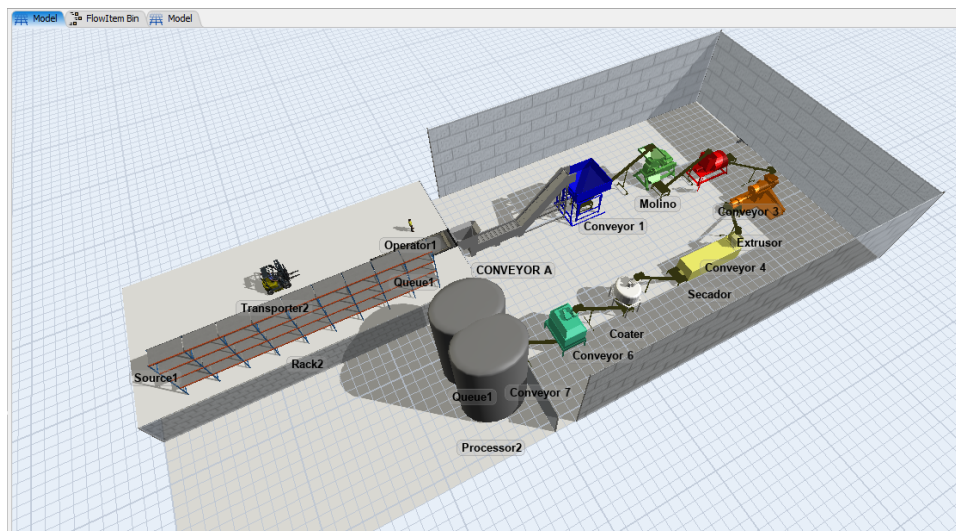 Model
FlowItem Bin
Model
Molino
Conveyor 3
Conveyor 1
Operator1
Extrusor
CONVEYOR A
Conveyor 4
Queue1
Secador
Transporter2
Coater
Conveyor 6
Rack2
Source1
Queue1
Conveyor 7
Processor2